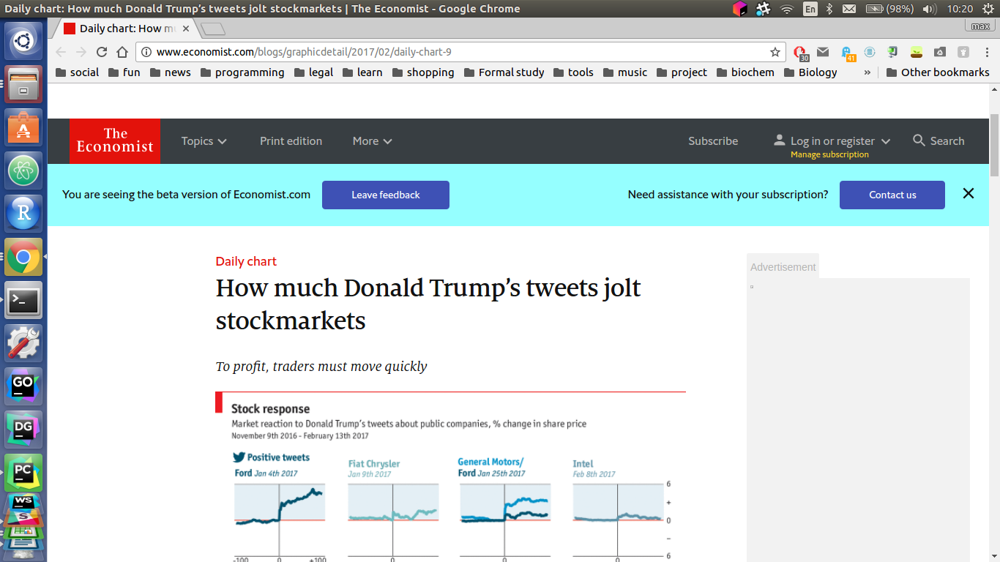 Daily chart: How much Donald Trump's tweets jolt stockmarkets | The Economist - Google Chrome
En
(98%)
10:20
Daily chart: How m
max
www.economist.com/blogs/graphicdetail/2017/02/daily-chart-9
30
41
social
fun
news
programming
legal
learn
shopping
Formal study
tools
music
project
biochem
Biology
»
Other bookmarks
The
Economist
Topics
Print edition
More
Subscribe
Log in or register
Manage subscription
Search
You are seeing the beta version of Economist.com
Leave feedback
Need assistance with your subscription?
Contact us
Daily chart
How much Donald Trump's tweets jolt
stockmarkets
To profit, traders must move quickly
Advertisement
Stock response
Market reaction to Donald Trump's tweets about public companies, % change in share price
November 9th 2016 - February 13th 2017
Positive tweets
Ford Jan 4th 2017
Fiat Chrysler
Jan 9th 2017
General Motors/
Ford Jan 25th 2017
Intel
Feb 8th 2017
6
+
0
–
6
-100 0 +100
0
0
0
A
R
>_
GO
DG
PC
WS
S